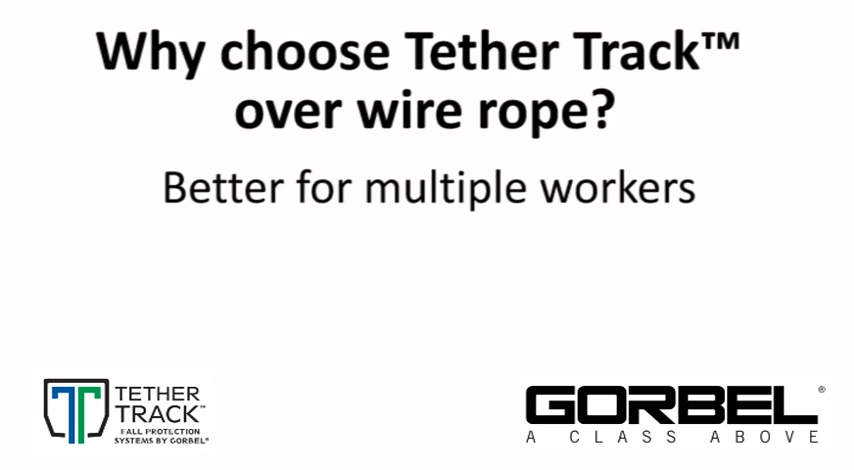 Why choose Tether Track™
over wire rope?
Better for multiple workers
TETHER
TRACK™
FALL PROTECTION
SYSTEMS BY GORBEL®
GORBEL®
A CLASS ABOVE